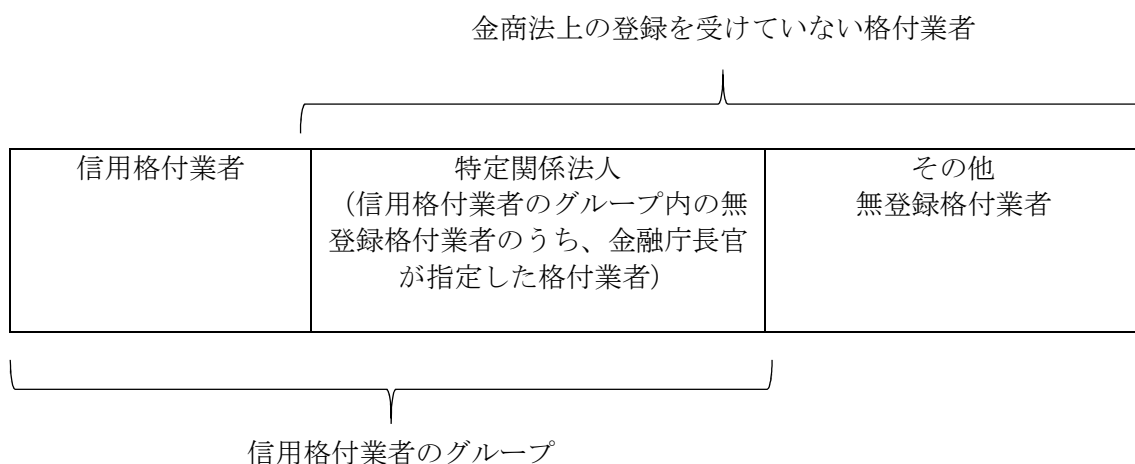 金商法上の登録を受けていない格付業者
信用格付業者
特定関係法人
（信用格付業者のグループ内の無
登録格付業者のうち、金融庁長官
が指定した格付業者）
その他
無登録格付業者
信用格付業者のグループ